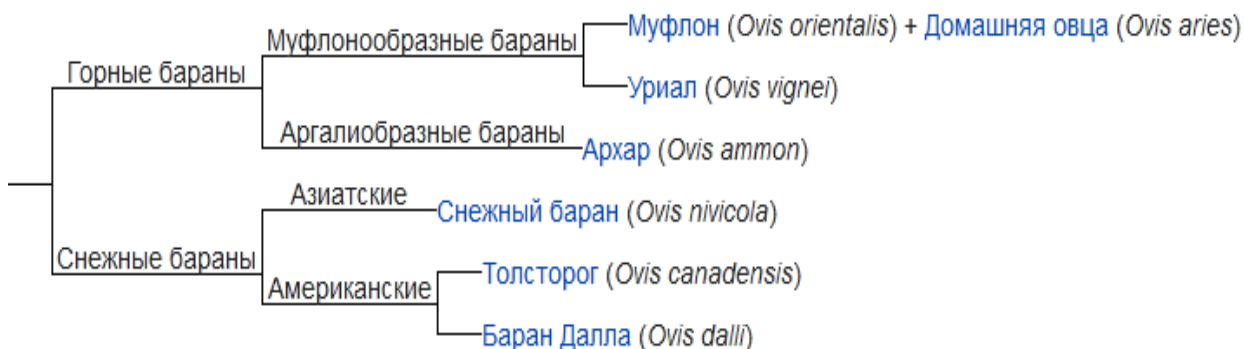 Муфлонообразные бараны
Муфлон (Ovis orientalis) + Домашняя овца (Ovis aries)
Горные бараны
Уриал (Ovis vignei)
Аргалиобразные бараны
Архар (Ovis ammon)
Азиатские
Снежный баран (Ovis nivicola)
Снежные бараны
Толсторог (Ovis canadensis)
Американские
Баран Далла (Ovis dalli)